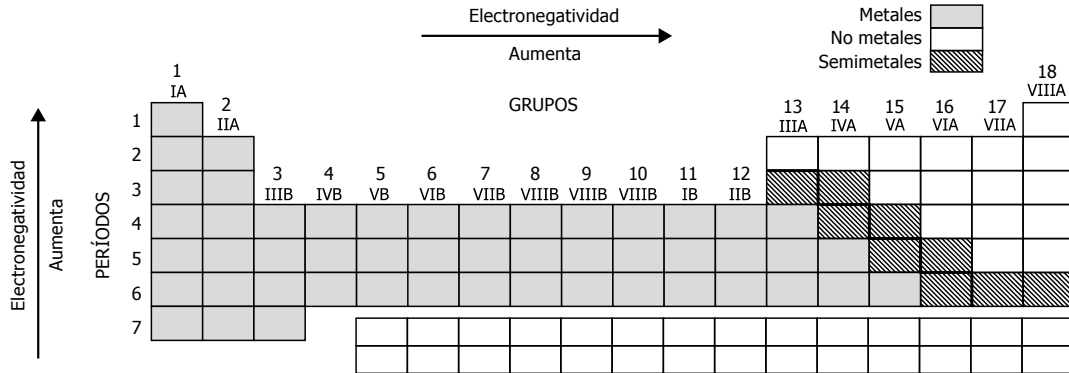 Electronegatividad
Aumenta
Metales
No metales
Semimetales
GRUPOS
1
IA
2
IIA
3
IIIB
4
IVB
5
VB
6
VIB
7
VIIB
8
VIIIB
9
VIIIB
10
VIIIB
11
IB
12
IIB
13
IIIA
14
IVA
15
VA
16
VIA
17
VIIA
18
VIIIA
Electronegatividad
Aumenta
PERÍODOS
1
2
3
4
5
6
7